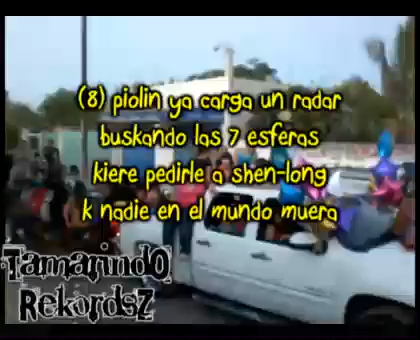 (8) piolin ya carga un radar
buskando las 7 esferas
kiere pedirle a shen-long
k nadie en el mundo muera
TamarindO
RekordsZ